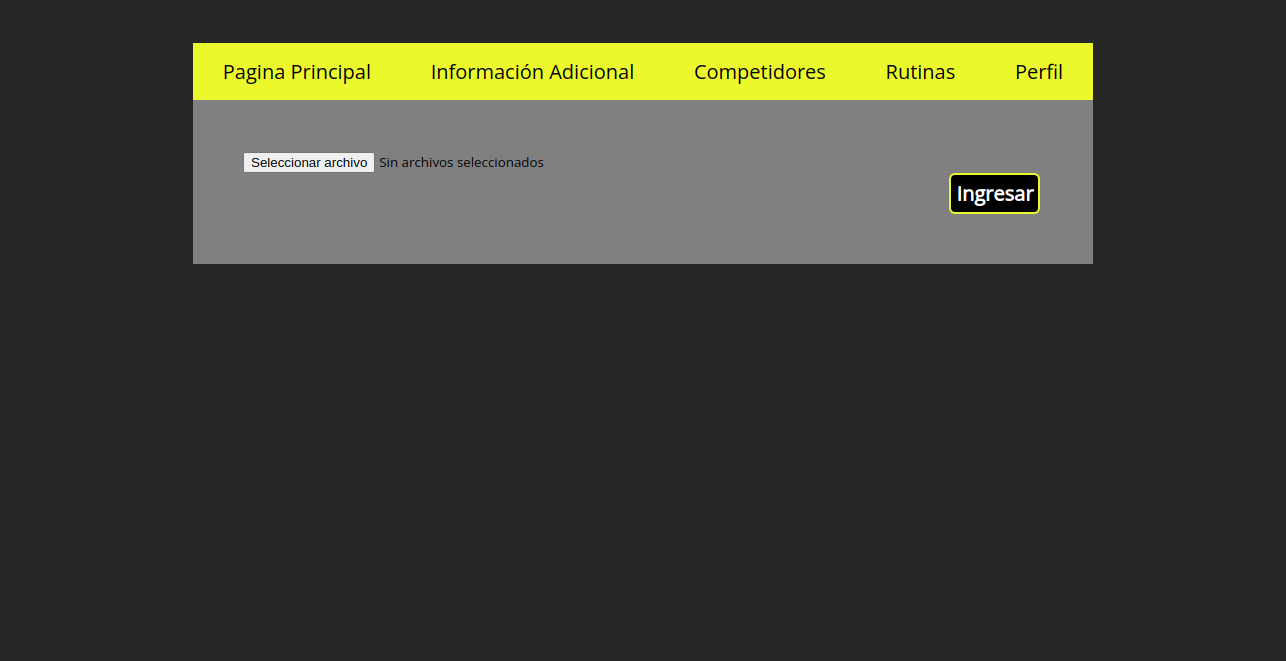 Pagina Principal Información Adicional Competidores Rutinas Perfil
Seleccionar archivo Sin archivos seleccionados
Ingresar